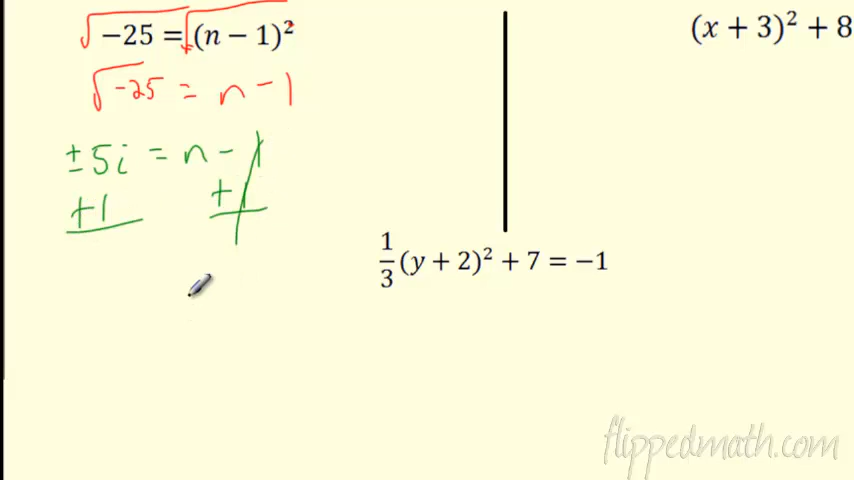 √−25 = √(n − 1)²
√−25 = n − 1
± 5i = n − 1
+1 +1
(x + 3)² + 8
1/3(y + 2)² + 7 = −1
flippedmath.com